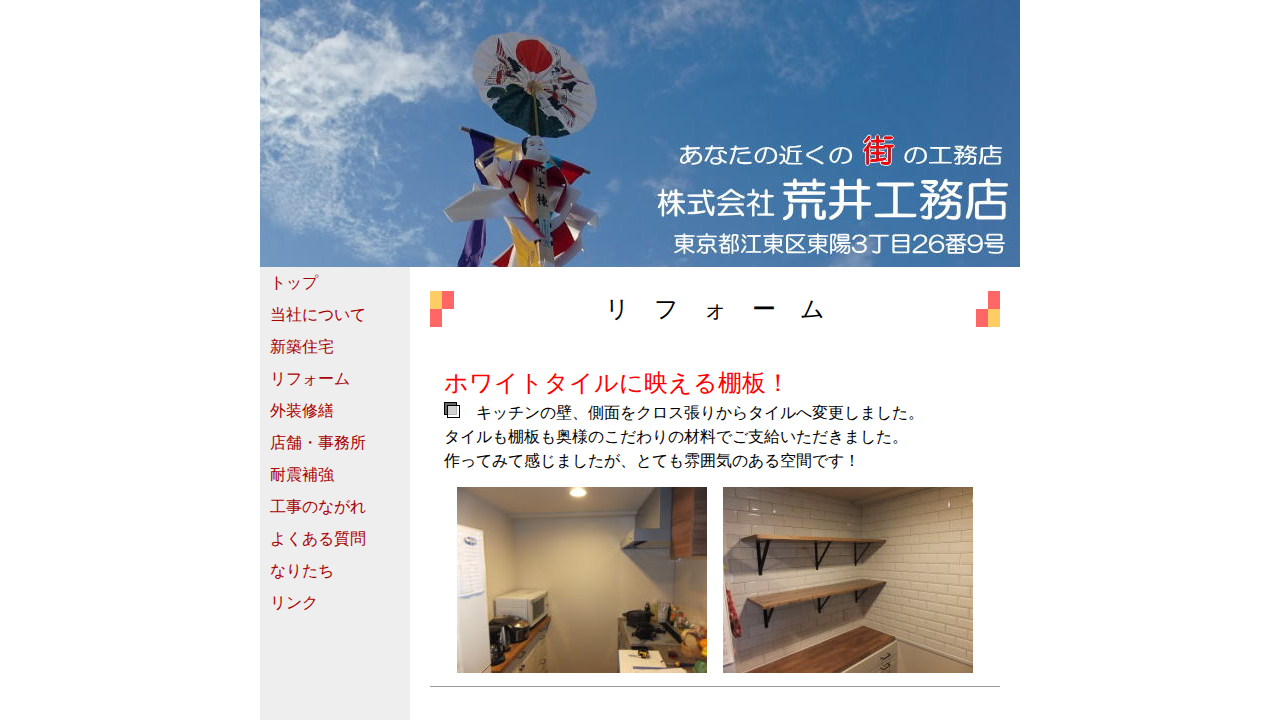 あなたの近くの街の工務店
株式会社 荒井工務店
東京都江東区東陽3丁目26番9号
トップ
当社について
新築住宅
リフォーム
外装修繕
店舗・事務所
耐震補強
工事のながれ
よくある質問
なりたち
リンク
リ フ ォ ー ム
ホワイトタイルに映える棚板！
キッチンの壁、側面をクロス張りからタイルへ変更しました。
タイルも棚板も奥様のこだわりの材料でご支給いただきました。
作ってみて感じましたが、とても雰囲気のある空間です！